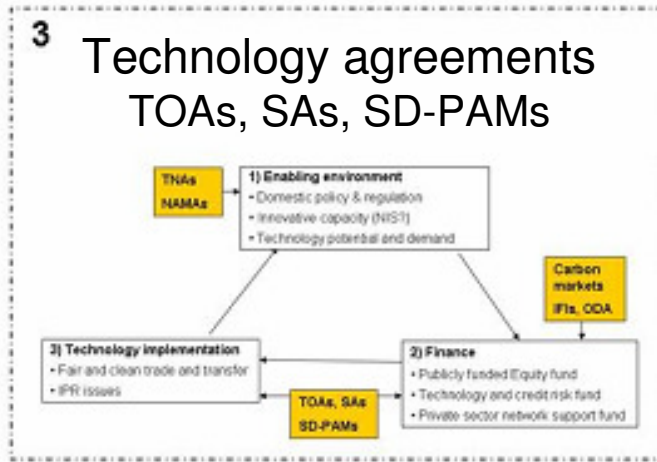 3
Technology agreements
TOAs, SAs, SD-PAMs
TNAs
NAMAs
1) Enabling environment
• Domestic policy & regulation
• Innovative capacity (NIS?)
• Technology potential and demand
Carbon
markets
IFIs, ODA
3) Technology implementation
• Fair and clean trade and transfer
• IPR issues
2) Finance
• Publicly funded Equity fund
• Technology and credit risk fund
• Private sector network support fund
TOAs, SAs
SD-PAMs